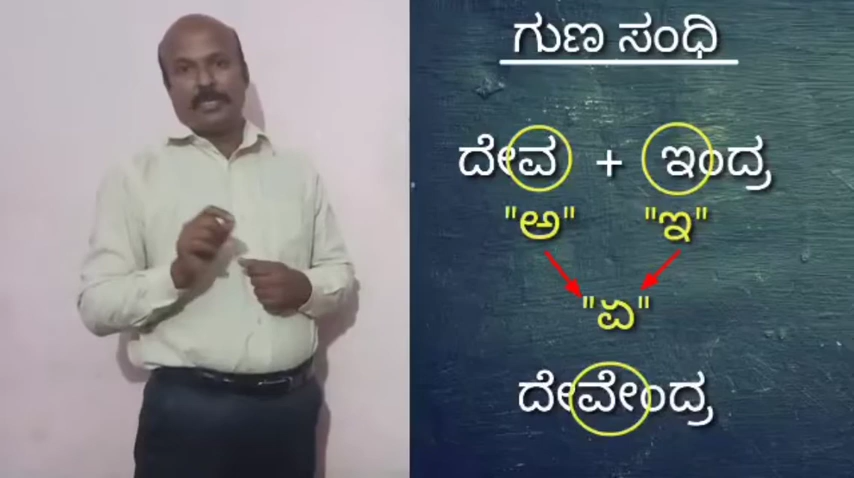 ಗುಣ ಸಂಧಿ
ದೇವ + ಇಂದ್ರ
"ಅ" "ಇ"
"ಏ"
ದೇವೇಂದ್ರ